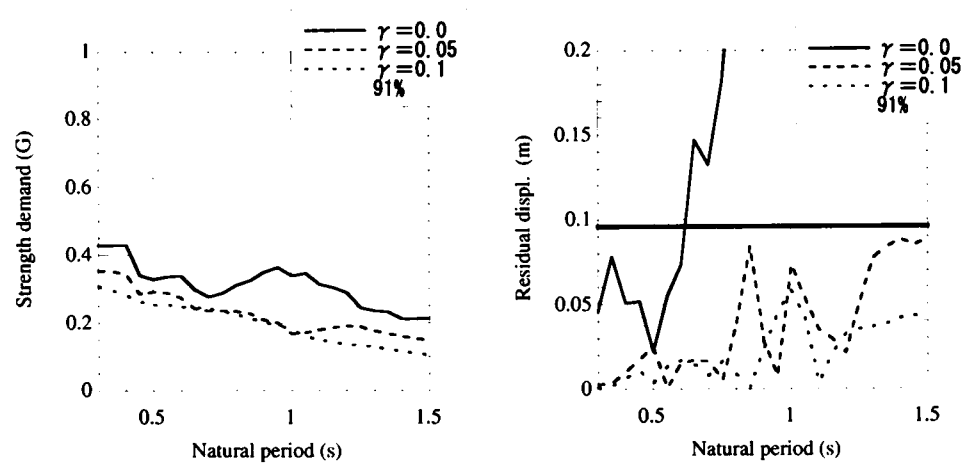 γ=0.0
γ=0.05
γ=0.1
91%
1
0.8
0.6
0.4
0.2
0
0.5
1
1.5
Strength demand (G)
Natural period (s)
γ=0.0
γ=0.05
γ=0.1
91%
0.2
0.15
0.1
0.05
0
0.5
1
1.5
Residual displ. (m)
Natural period (s)